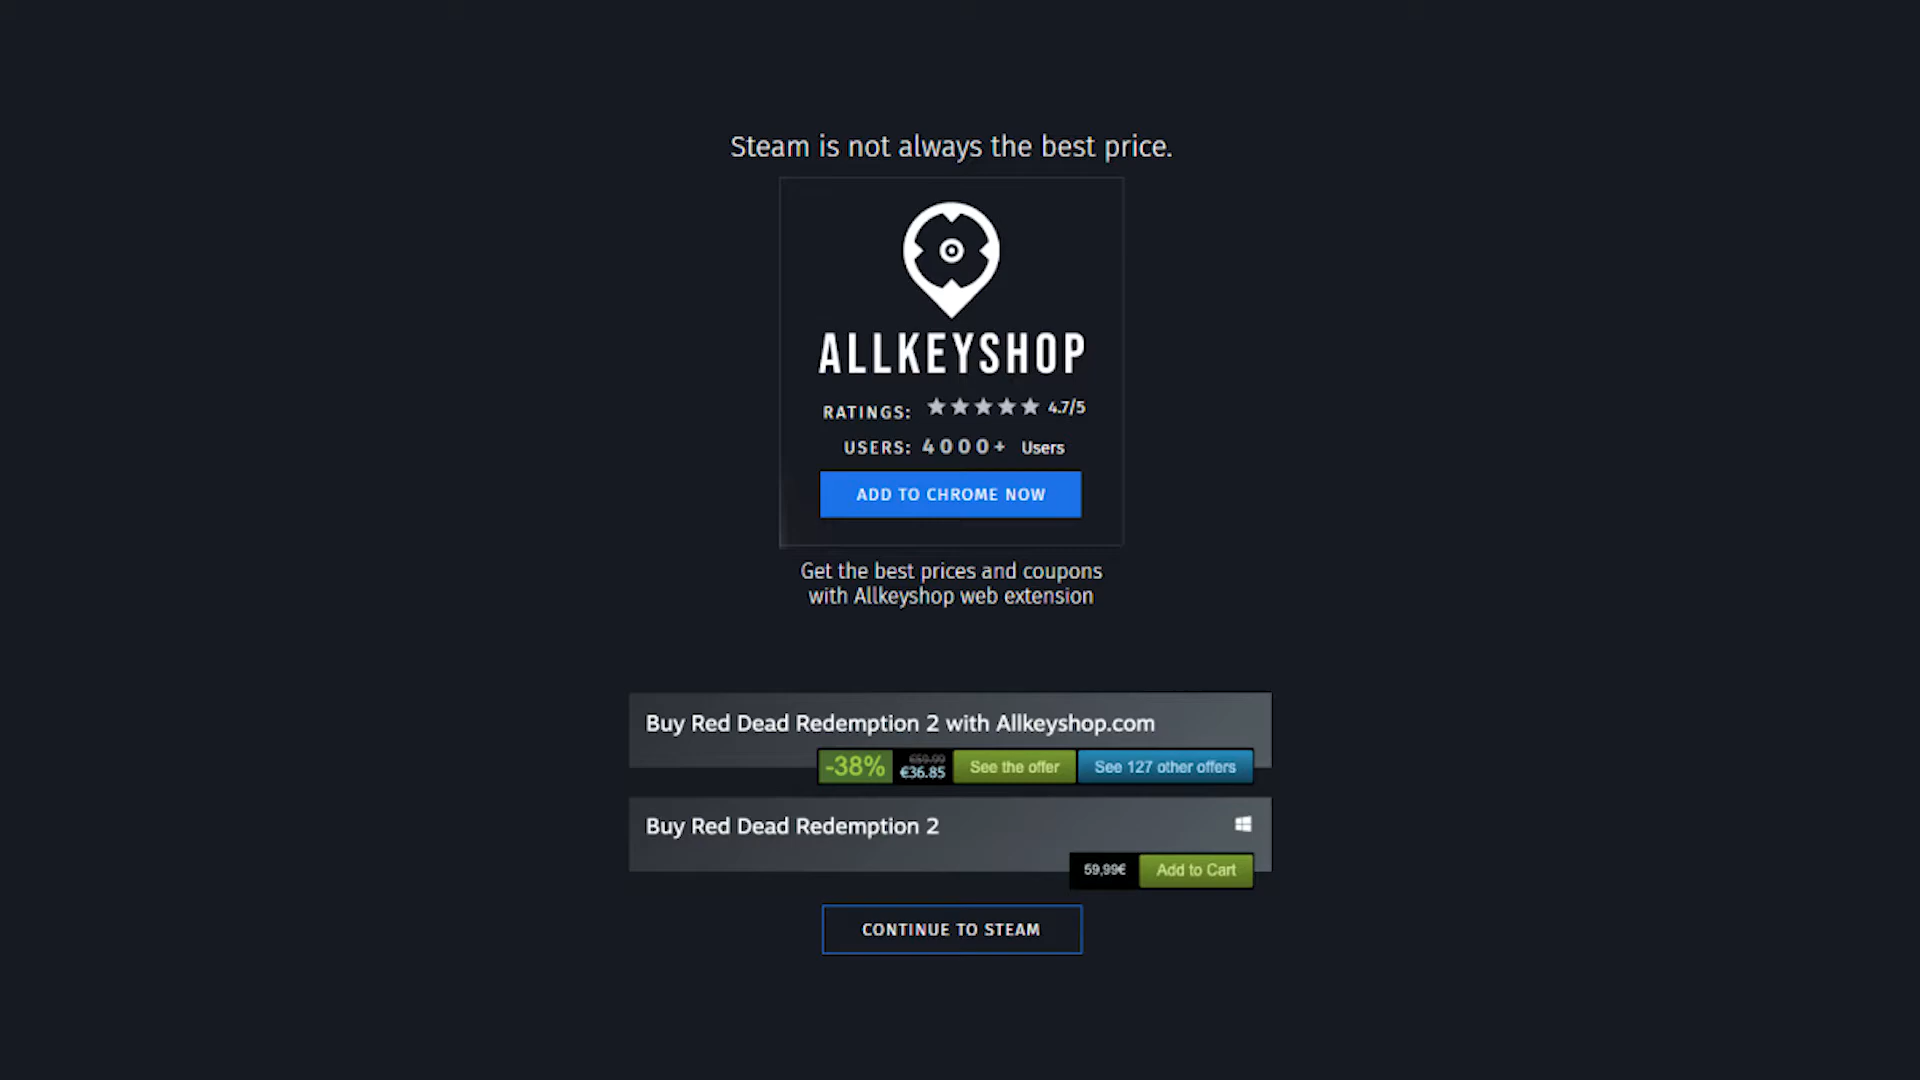 Steam is not always the best price.
ALLKEYSHOP
RATINGS: 4.7/5
USERS: 4000+ Users
ADD TO CHROME NOW
Get the best prices and coupons
with Allkeyshop web extension
Buy Red Dead Redemption 2 with Allkeyshop.com
-38% €59.99 €36.85 See the offer See 127 other offers
Buy Red Dead Redemption 2
59,99€ Add to Cart
CONTINUE TO STEAM